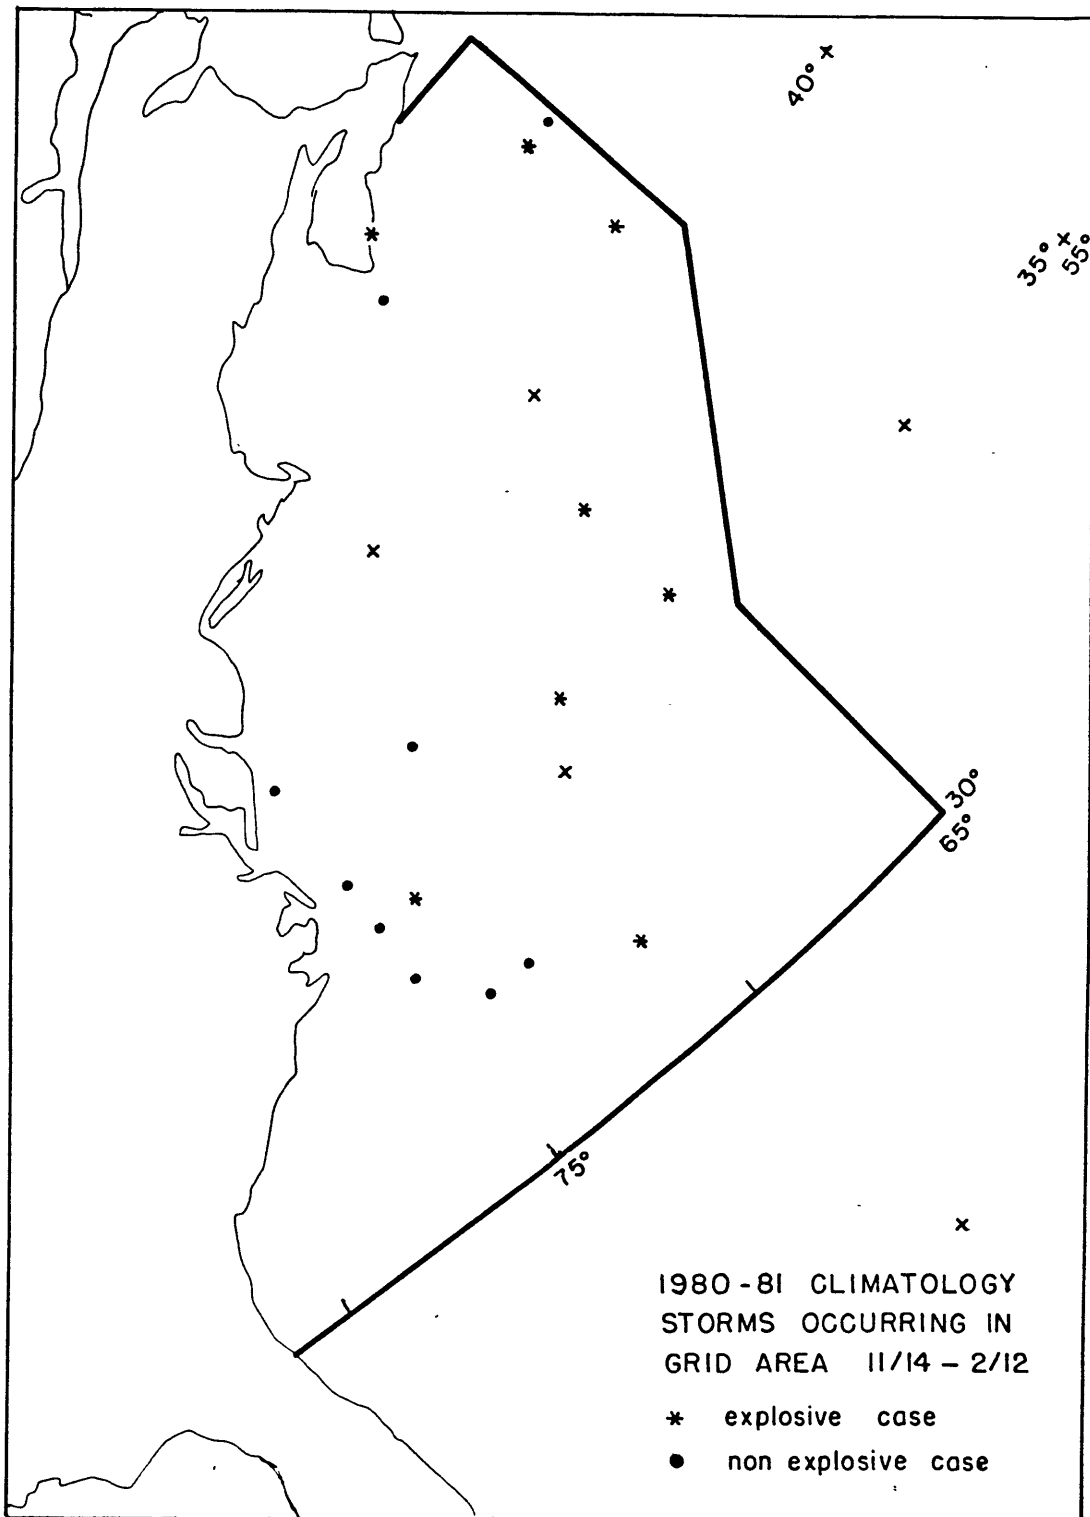 40°
35°
55°
30°
65°
75°
1980-81 CLIMATOLOGY
STORMS OCCURRING IN
GRID AREA 11/14 - 2/12
* explosive case
● non explosive case